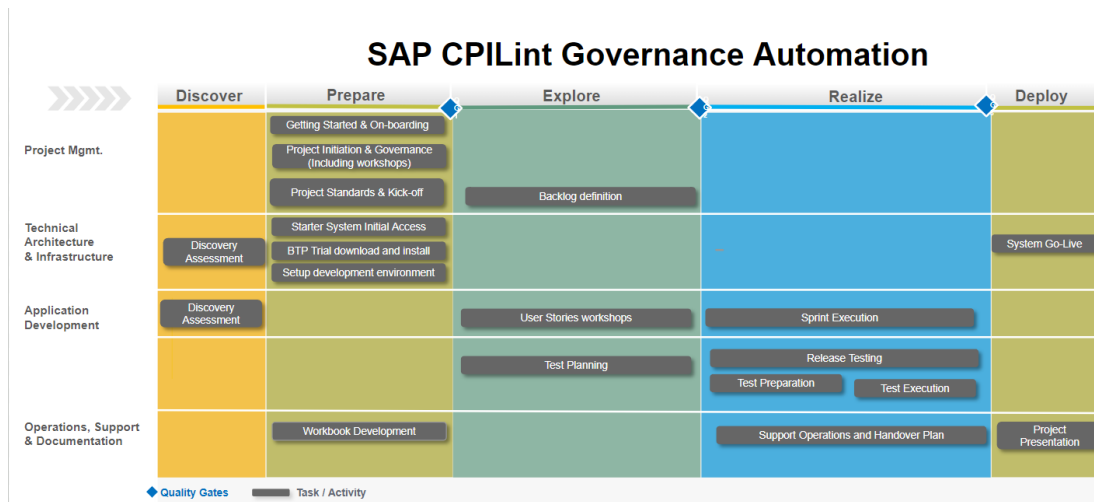 SAP CPILint Governance Automation
Discover
Prepare
Explore
Realize
Deploy
Project Mgmt.
Getting Started & On-boarding
Project Initiation & Governance
(Including workshops)
Project Standards & Kick-off
Backlog definition
Technical
Architecture
& Infrastructure
Discovery
Assessment
Starter System Initial Access
BTP Trial download and install
Setup development environment
System Go-Live
Application
Development
Discovery
Assessment
User Stories workshops
Sprint Execution
Test Planning
Release Testing
Test Preparation
Test Execution
Operations, Support
& Documentation
Workbook Development
Support Operations and Handover Plan
Project
Presentation
Quality Gates
Task / Activity